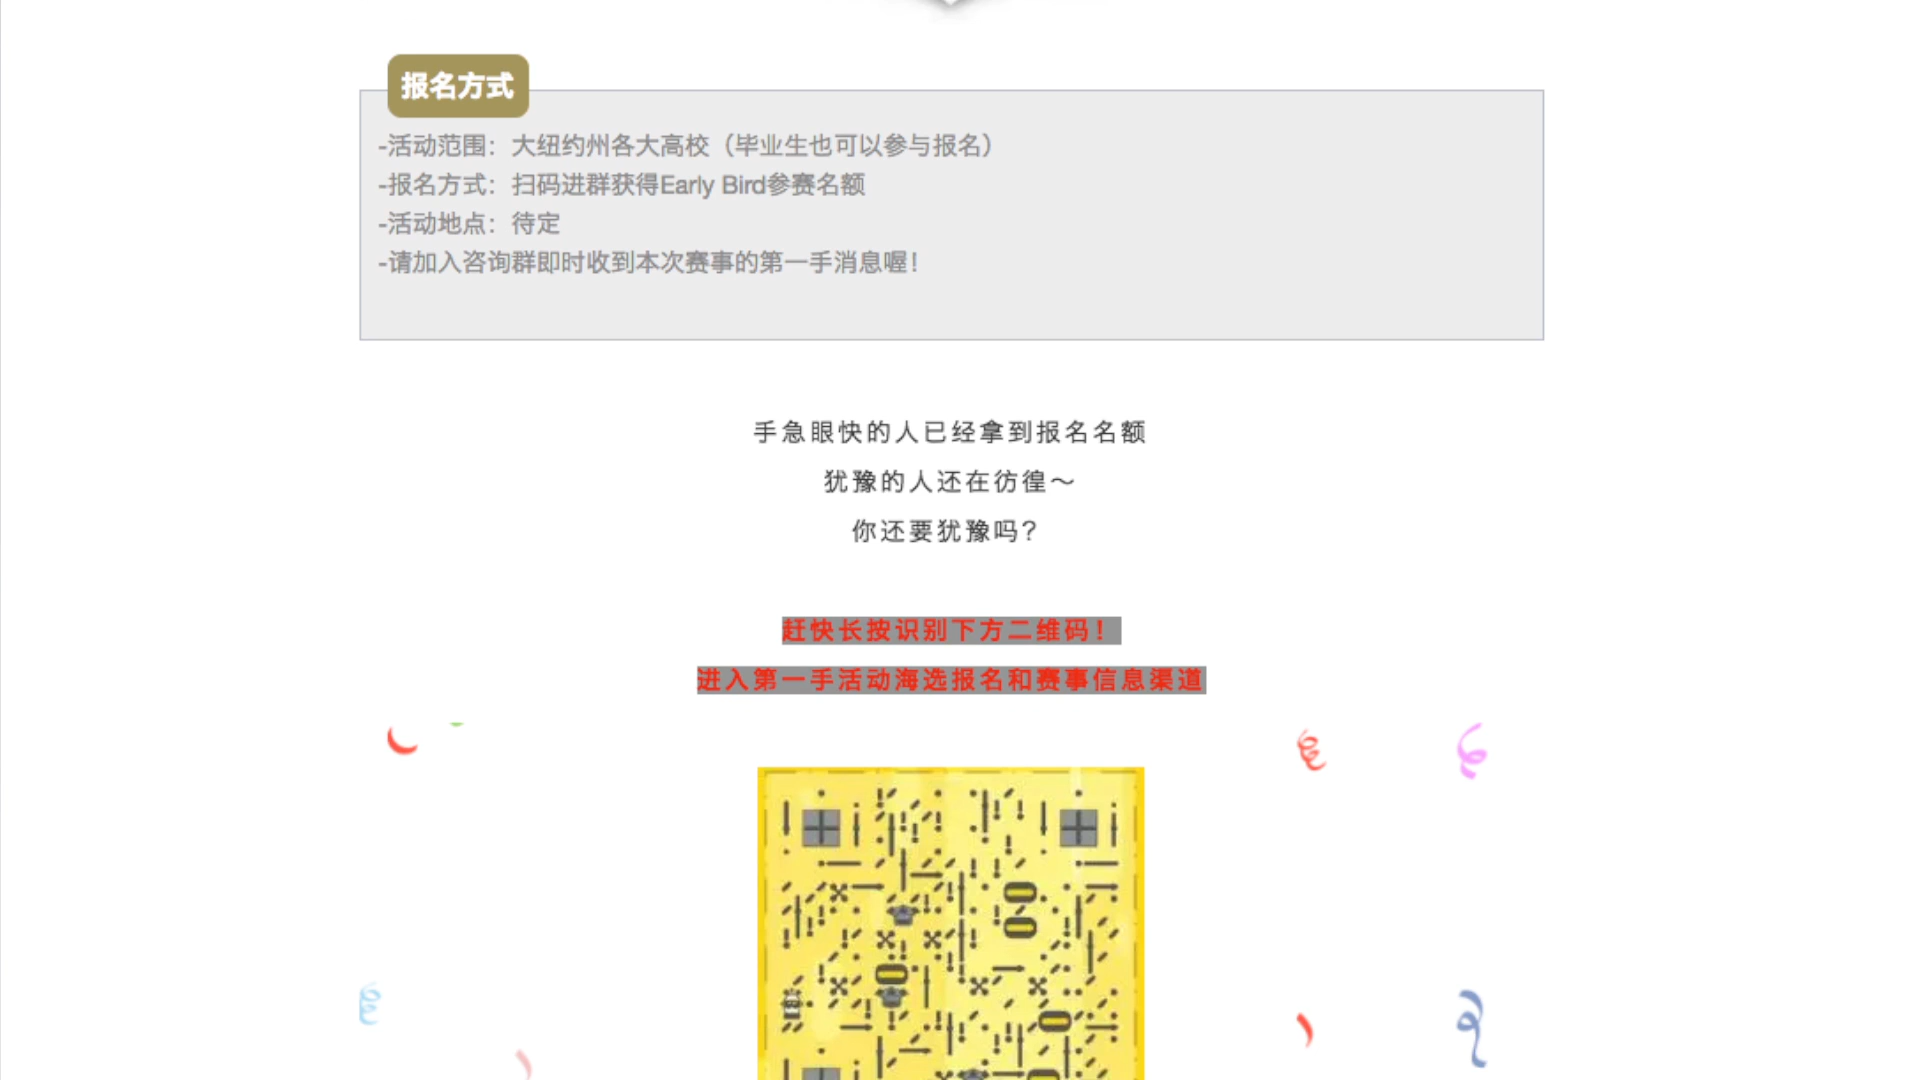 报名方式
-活动范围：大纽约州各大高校（毕业生也可以参与报名）
-报名方式：扫码进群获得Early Bird参赛名额
-活动地点：待定
-请加入咨询群即时收到本次赛事的第一手消息喔！
手急眼快的人已经拿到报名名额
犹豫的人还在彷徨～
你还要犹豫吗？
赶快长按识别下方二维码！
进入第一手活动海选报名和赛事信息渠道